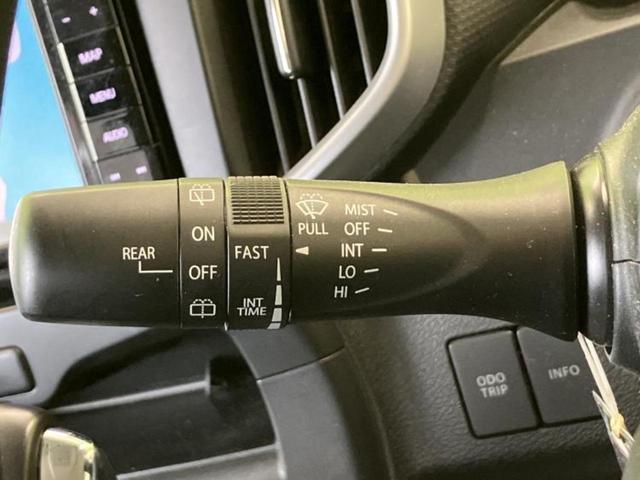 +
MAP
MENU
AUDIO
REAR
ON
OFF
FAST
INT
TIME
PULL
MIST
OFF
INT
LO
HI
ODO
TRIP
INFO